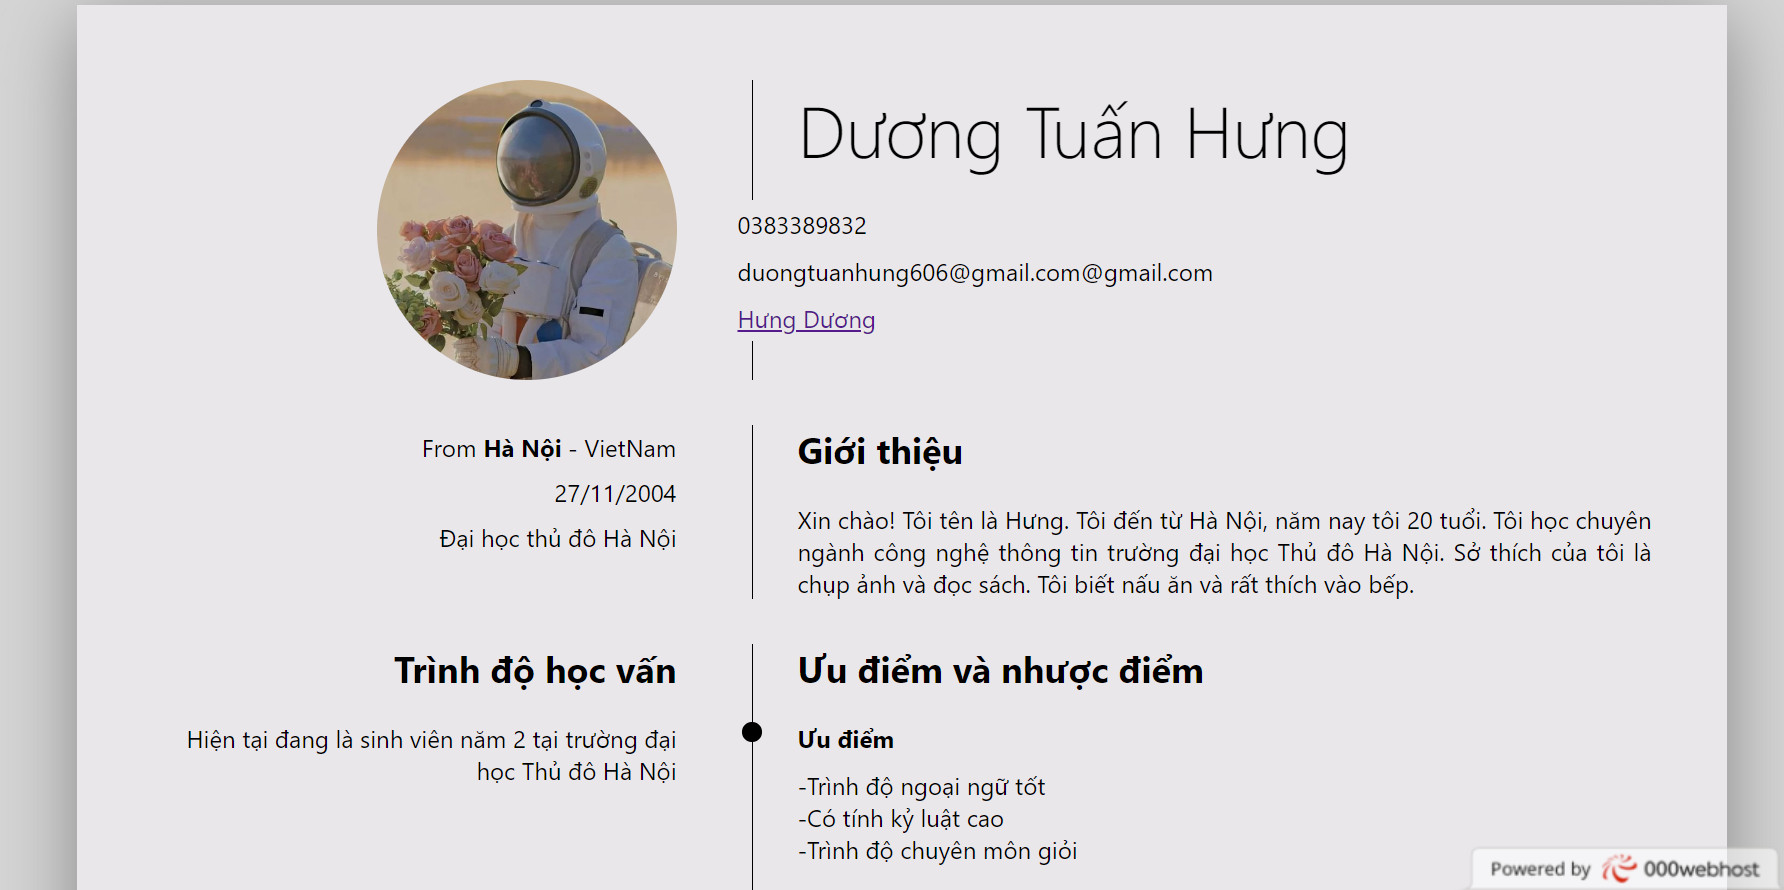 Dương Tuấn Hưng
0383389832
duongtuanhung606@gmail.com@gmail.com
Hưng Dương
From Hà Nội - VietNam
27/11/2004
Đại học thủ đô Hà Nội
Giới thiệu
Xin chào! Tôi tên là Hưng. Tôi đến từ Hà Nội, năm nay tôi 20 tuổi. Tôi học chuyên
ngành công nghệ thông tin trường đại học Thủ đô Hà Nội. Sở thích của tôi là
chụp ảnh và đọc sách. Tôi biết nấu ăn và rất thích vào bếp.
Trình độ học vấn
Hiện tại đang là sinh viên năm 2 tại trường đại
học Thủ đô Hà Nội
Ưu điểm và nhược điểm
Ưu điểm
-Trình độ ngoại ngữ tốt
-Có tính kỷ luật cao
-Trình độ chuyên môn giỏi
Powered by 000webhost